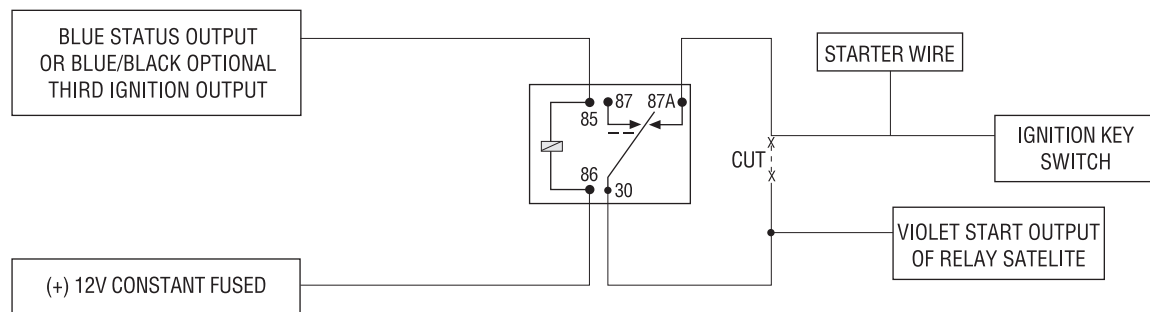 BLUE STATUS OUTPUT
OR BLUE/BLACK OPTIONAL
THIRD IGNITION OUTPUT
STARTER WIRE
87
87A
85
IGNITION KEY
SWITCH
CUT
86
30
VIOLET START OUTPUT
OF RELAY SATELITE
(+) 12V CONSTANT FUSED